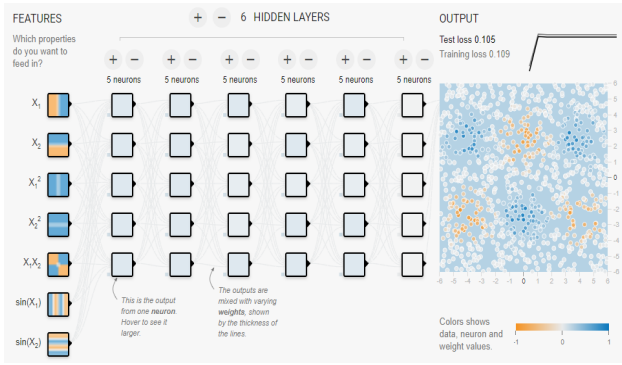 FEATURES
Which properties
do you want to
feed in?
X1
X2
X1²
X2²
X1X2
sin(X1)
sin(X2)
+ − 6 HIDDEN LAYERS
+ − + − + − + − + − + −
5 neurons 5 neurons 5 neurons 5 neurons 5 neurons 5 neurons
This is the output
from one neuron.
Hover to see it
larger.
The outputs are
mixed with varying
weights, shown
by the thickness of
the lines.
OUTPUT
Test loss 0.105
Training loss 0.109
6
5
4
3
2
1
0
-1
-2
-3
-4
-5
-6
-6 -5 -4 -3 -2 -1 0 1 2 3 4 5 6
Colors shows
data, neuron and
weight values.
-1 0 1